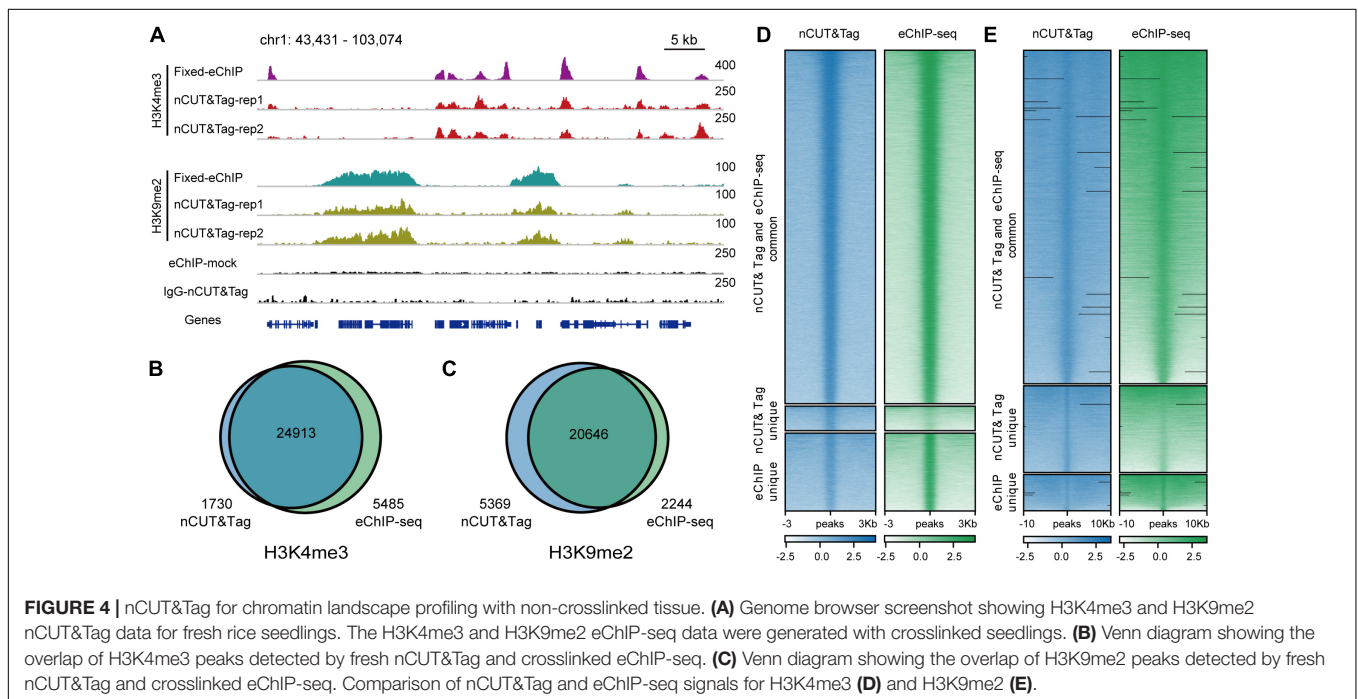 A
chr1: 43,431 - 103,074
5 kb
H3K4me3
Fixed-eChIP
400
nCUT&Tag-rep1
250
nCUT&Tag-rep2
250
H3K9me2
Fixed-eChIP
100
nCUT&Tag-rep1
100
nCUT&Tag-rep2
100
eChIP-mock
250
IgG-nCUT&Tag
250
Genes
B
24913
1730
nCUT&Tag
5485
eChIP-seq
H3K4me3
C
20646
5369
nCUT&Tag
2244
eChIP-seq
H3K9me2
D
nCUT&Tag
eChIP-seq
nCUT& Tag and eChIP-seq
common
nCUT& Tag
unique
eChIP
unique
-3 peaks 3Kb
-3 peaks 3Kb
-2.5 0.0 2.5
-2.5 0.0 2.5
E
nCUT&Tag
eChIP-seq
nCUT& Tag and eChIP-seq
common
nCUT& Tag
unique
eChIP
unique
-10 peaks 10Kb
-10 peaks 10Kb
-2.5 0.0 2.5
-2.5 0.0 2.5
FIGURE 4 | nCUT&Tag for chromatin landscape profiling with non-crosslinked tissue. (A) Genome browser screenshot showing H3K4me3 and H3K9me2
nCUT&Tag data for fresh rice seedlings. The H3K4me3 and H3K9me2 eChIP-seq data were generated with crosslinked seedlings. (B) Venn diagram showing the
overlap of H3K4me3 peaks detected by fresh nCUT&Tag and crosslinked eChIP-seq. (C) Venn diagram showing the overlap of H3K9me2 peaks detected by fresh
nCUT&Tag and crosslinked eChIP-seq. Comparison of nCUT&Tag and eChIP-seq signals for H3K4me3 (D) and H3K9me2 (E).